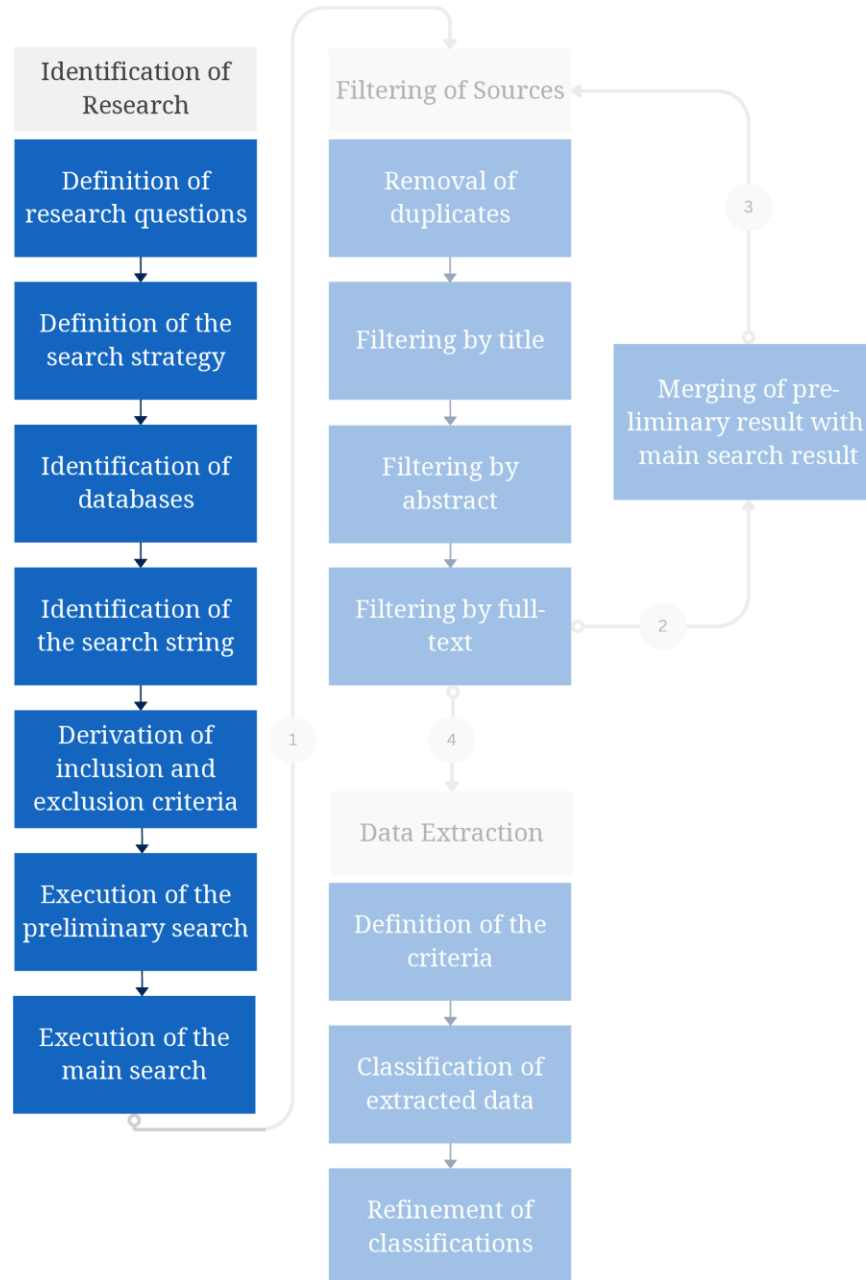 Identification of
Research
Definition of
research questions
Definition of the
search strategy
Identification of
databases
Identification of
the search string
Derivation of
inclusion and
exclusion criteria
Execution of the
preliminary search
Execution of the
main search
1
Filtering of Sources
Removal of
duplicates
Filtering by title
Filtering by
abstract
Filtering by full-
text
2
Merging of pre-
liminary result with
main search result
3
4
Data Extraction
Definition of the
criteria
Classification of
extracted data
Refinement of
classifications